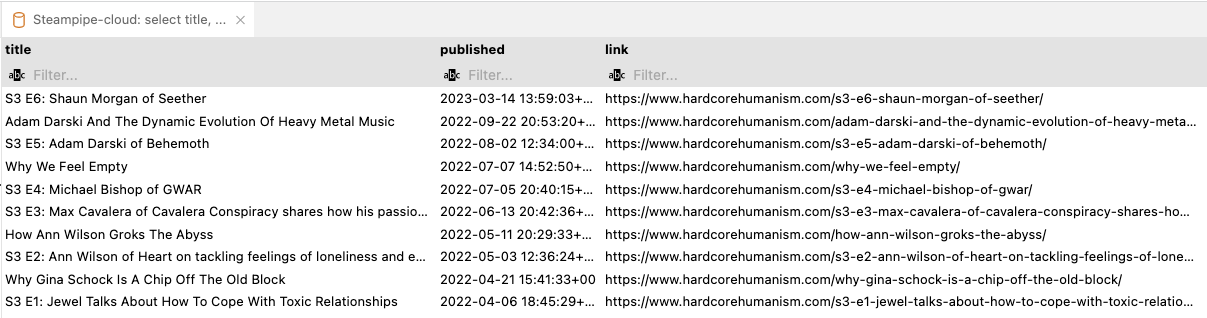 Steampipe-cloud: select title, ...
title published link
abc Filter... abc Filter... abc Filter...
S3 E6: Shaun Morgan of Seether 2023-03-14 13:59:03+... https://www.hardcorehumanism.com/s3-e6-shaun-morgan-of-seether/
Adam Darski And The Dynamic Evolution Of Heavy Metal Music 2022-09-22 20:53:20+... https://www.hardcorehumanism.com/adam-darski-and-the-dynamic-evolution-of-heavy-meta...
S3 E5: Adam Darski of Behemoth 2022-08-02 12:34:00+... https://www.hardcorehumanism.com/s3-e5-adam-darski-of-behemoth/
Why We Feel Empty 2022-07-07 14:52:50+... https://www.hardcorehumanism.com/why-we-feel-empty/
S3 E4: Michael Bishop of GWAR 2022-07-05 20:40:15+... https://www.hardcorehumanism.com/s3-e4-michael-bishop-of-gwar/
S3 E3: Max Cavalera of Cavalera Conspiracy shares how his passio... 2022-06-13 20:42:36+... https://www.hardcorehumanism.com/s3-e3-max-cavalera-of-cavalera-conspiracy-shares-ho...
How Ann Wilson Groks The Abyss 2022-05-11 20:29:33+... https://www.hardcorehumanism.com/how-ann-wilson-groks-the-abyss/
S3 E2: Ann Wilson of Heart on tackling feelings of loneliness and e... 2022-05-03 12:36:24+... https://www.hardcorehumanism.com/s3-e2-ann-wilson-of-heart-on-tackling-feelings-of-lone...
Why Gina Schock Is A Chip Off The Old Block 2022-04-21 15:41:33+00 https://www.hardcorehumanism.com/why-gina-schock-is-a-chip-off-the-old-block/
S3 E1: Jewel Talks About How To Cope With Toxic Relationships 2022-04-06 18:45:29+... https://www.hardcorehumanism.com/s3-e1-jewel-talks-about-how-to-cope-with-toxic-relatio...